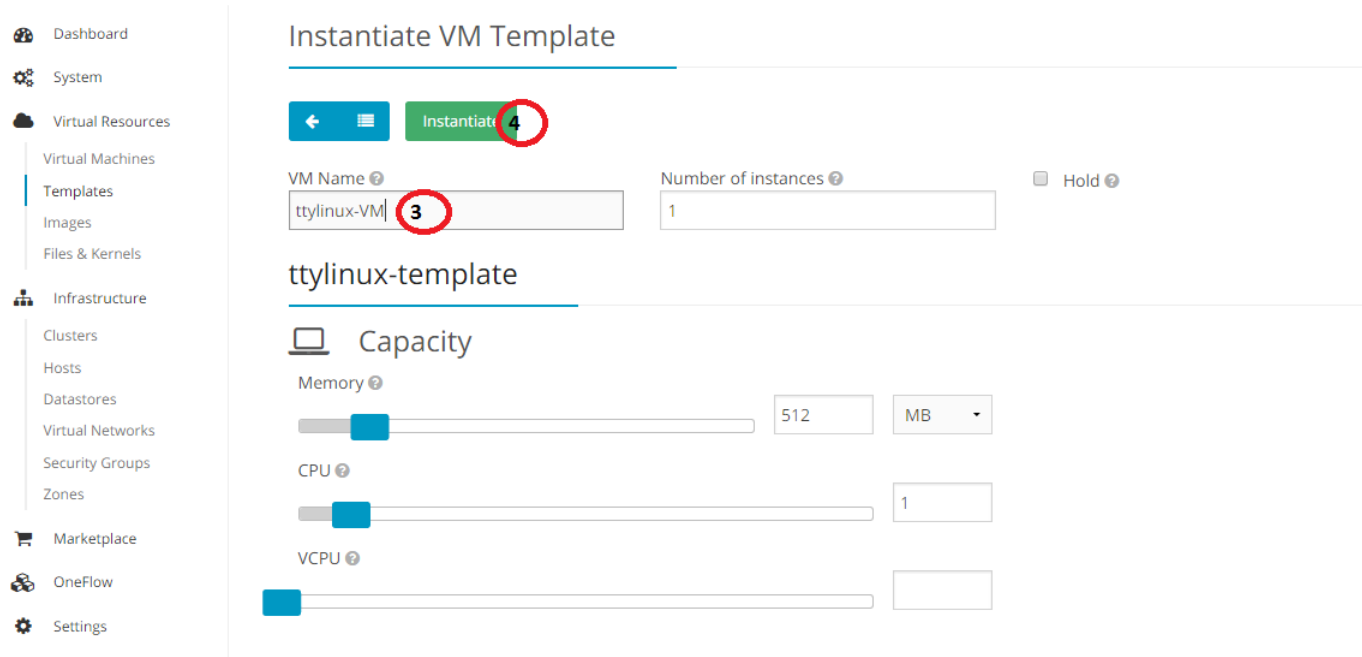 Dashboard
System
Virtual Resources
Virtual Machines
Templates
Images
Files & Kernels
Infrastructure
Clusters
Hosts
Datastores
Virtual Networks
Security Groups
Zones
Marketplace
OneFlow
Settings
Instantiate VM Template
Instantiate 4
VM Name ?
Number of instances ?
Hold ?
ttylinux-VM 3
1
ttylinux-template
Capacity
Memory ?
512
MB
CPU ?
1
VCPU ?